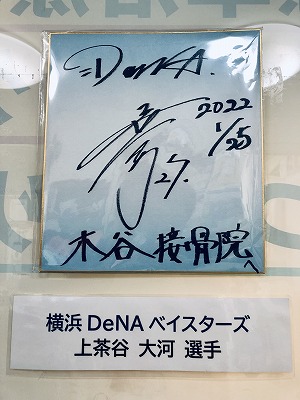 DeNA.
2022
1/25
27.
木谷接骨院へ
横浜 DeNA ベイスターズ
上茶谷 大河 選手